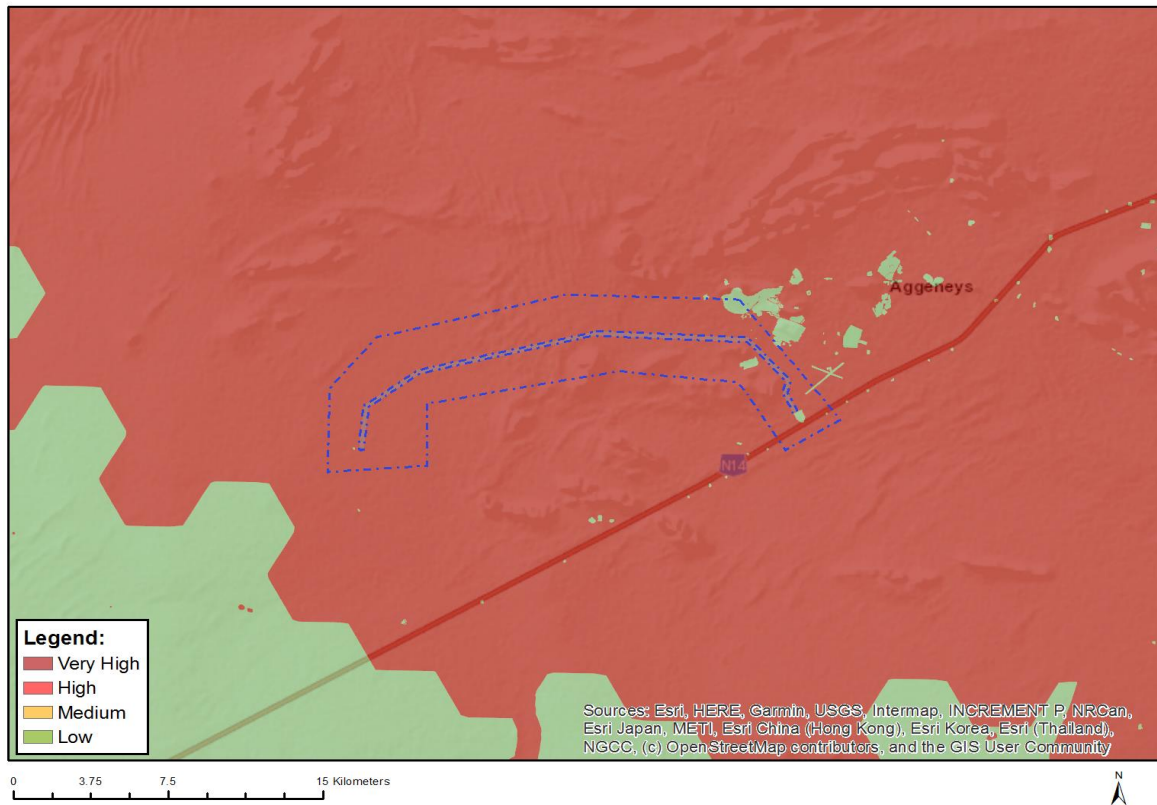 Aggeneys
N14
Legend:
Very High
High
Medium
Low
Sources: Esri, HERE, Garmin, USGS, Intermap, INCREMENT P, NRCan,
Esri Japan, METI, Esri China (Hong Kong), Esri Korea, Esri (Thailand),
NGCC, (c) OpenStreetMap contributors, and the GIS User Community
0 3.75 7.5 15 Kilometers
N